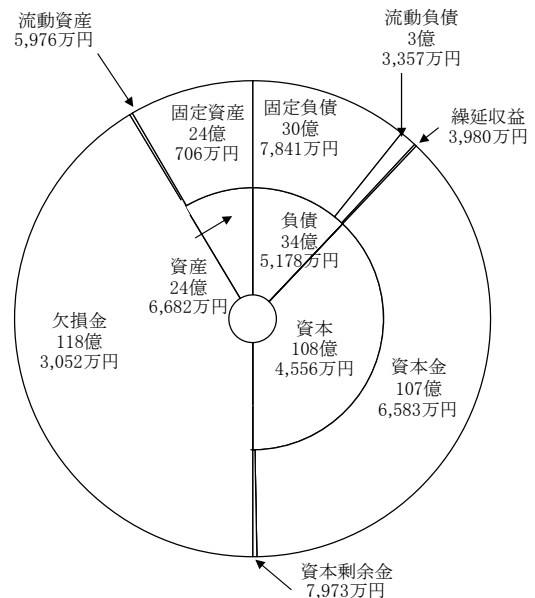 流動資産
5,976万円
流動負債
3億
3,357万円
繰延収益
3,980万円
固定資産
24億
706万円
固定負債
30億
7,841万円
負債
34億
5,178万円
資産
24億
6,682万円
欠損金
118億
3,052万円
資本
108億
4,556万円
資本金
107億
6,583万円
資本剰余金
7,973万円